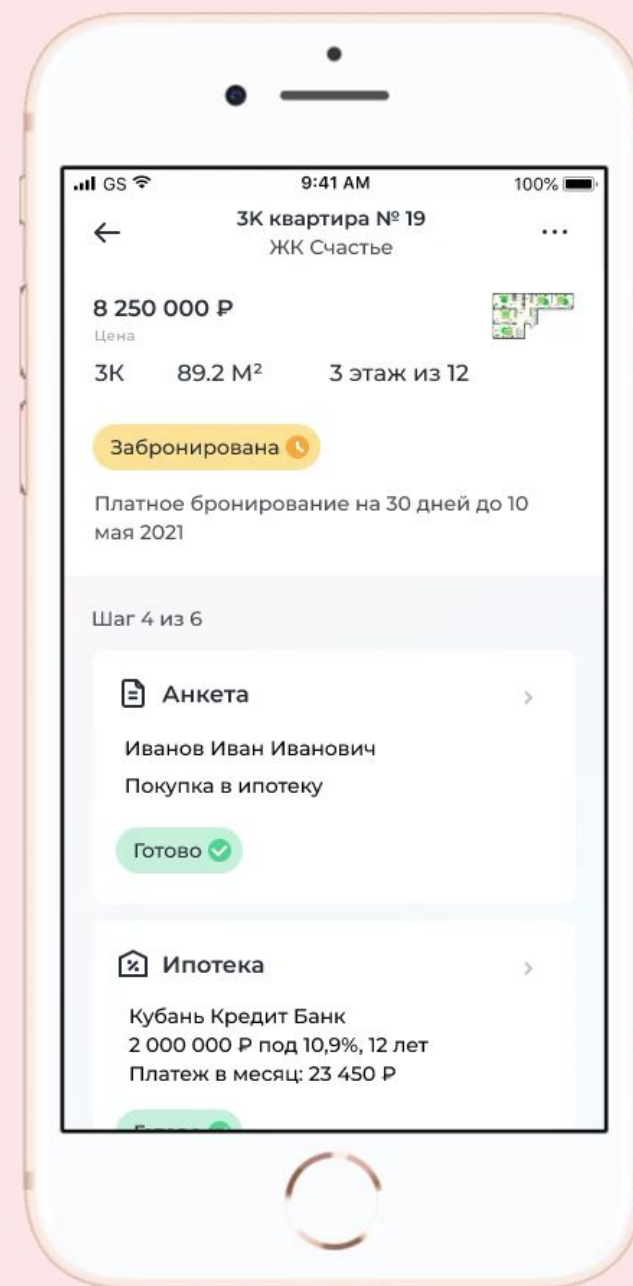 GS 9:41 AM 100%
3К квартира № 19
ЖК Счастье
8 250 000 ₽
Цена
3К 89.2 М² 3 этаж из 12
Забронирована
Платное бронирование на 30 дней до 10
мая 2021
Шаг 4 из 6
Анкета
Иванов Иван Иванович
Покупка в ипотеку
Готово
Ипотека
Кубань Кредит Банк
2 000 000 ₽ под 10,9%, 12 лет
Платеж в месяц: 23 450 ₽